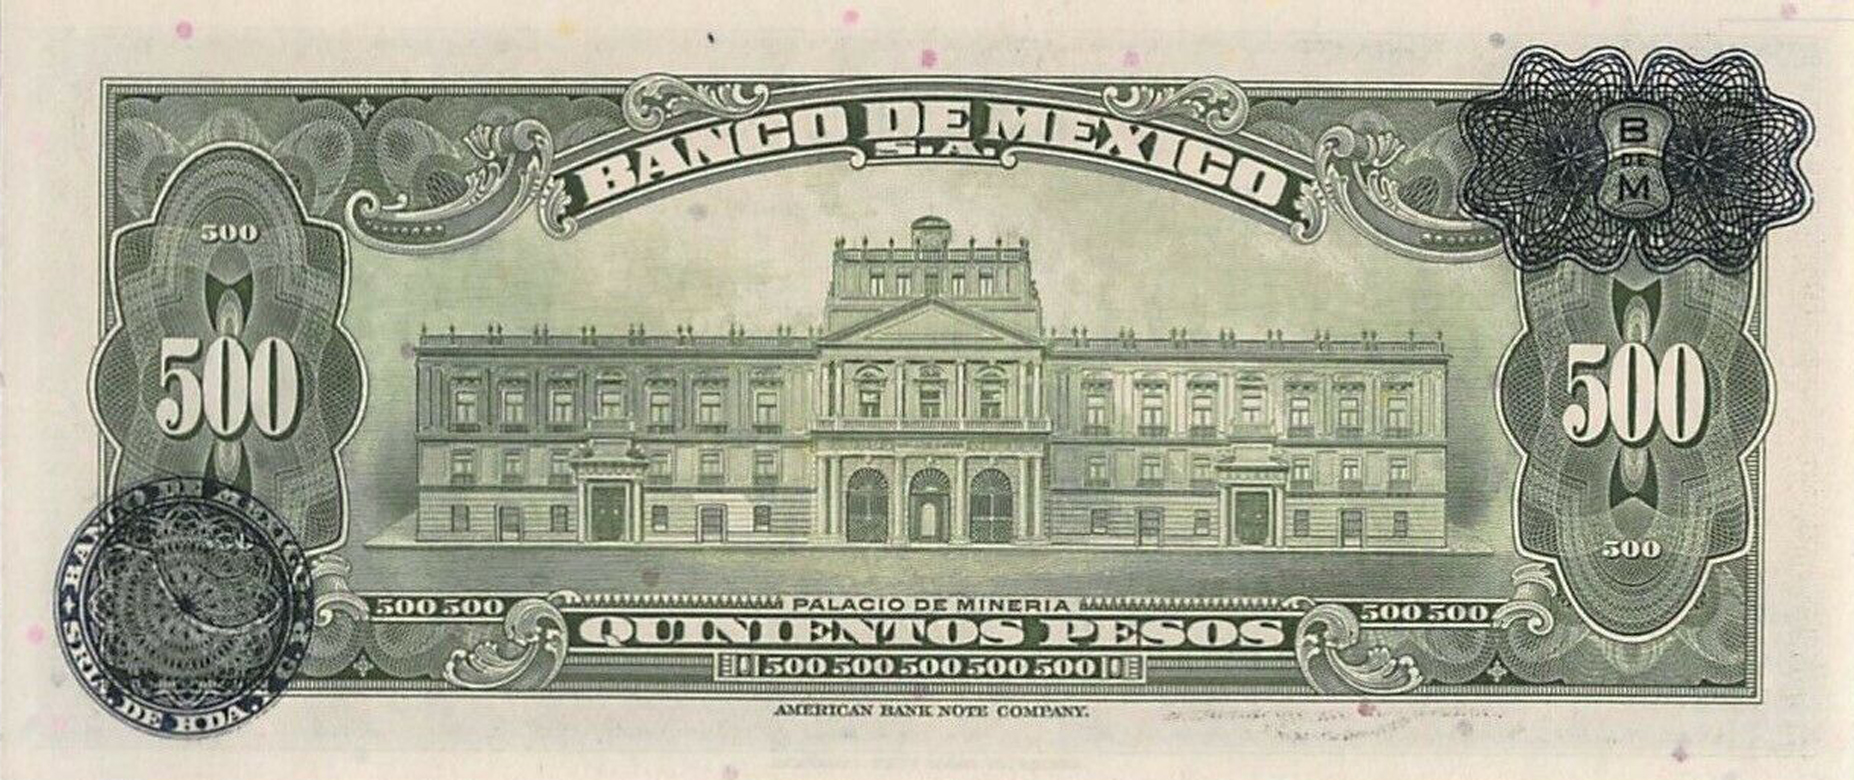 BANCO DE MEXICO
S.A.
B
DE
M
500
500
500
500
500
BANCO DE MEXICO
SRIA. DE HDA. Y C. P.
500 500
PALACIO DE MINERIA
500 500
QUINIENTOS PESOS
500 500 500 500 500
AMERICAN BANK NOTE COMPANY.